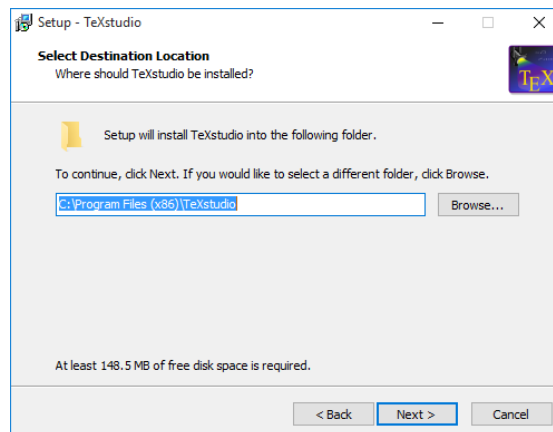 Setup - TeXstudio
Select Destination Location
Where should TeXstudio be installed?
TEX
Setup will install TeXstudio into the following folder.
To continue, click Next. If you would like to select a different folder, click Browse.
C:\Program Files (x86)\TeXstudio
Browse...
At least 148.5 MB of free disk space is required.
< Back
Next >
Cancel